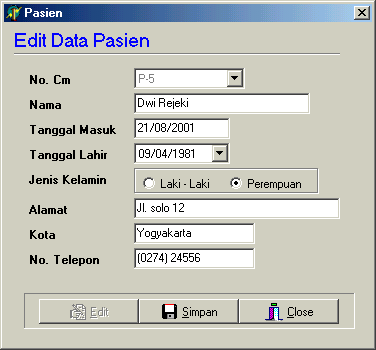 Pasien
Edit Data Pasien
No. Cm P-5
Nama Dwi Rejeki
Tanggal Masuk 21/08/2001
Tanggal Lahir 09/04/1981
Jenis Kelamin Laki - Laki Perempuan
Alamat Jl. solo 12
Kota Yogyakarta
No. Telepon (0274) 24556
Edit Simpan Close